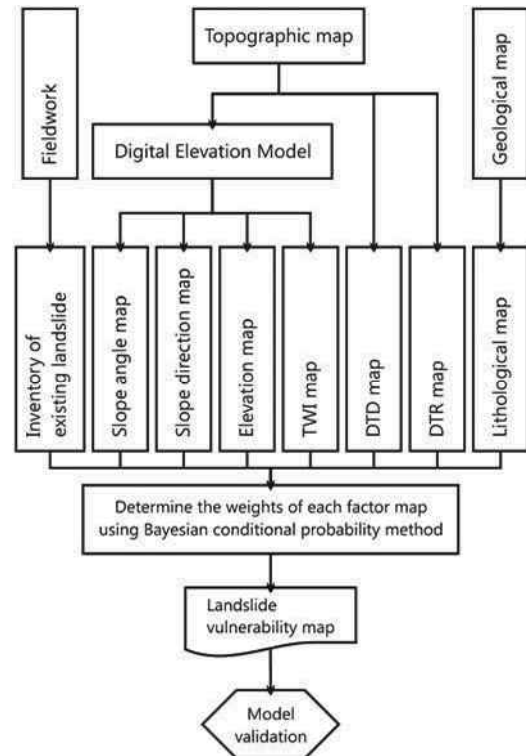 Topographic map
Fieldwork
Geological map
Digital Elevation Model
Inventory of
existing landslide
Slope angle map
Slope direction map
Elevation map
TWI map
DTD map
DTR map
Lithological map
Determine the weights of each factor map
using Bayesian conditional probability method
Landslide
vulnerability map
Model
validation